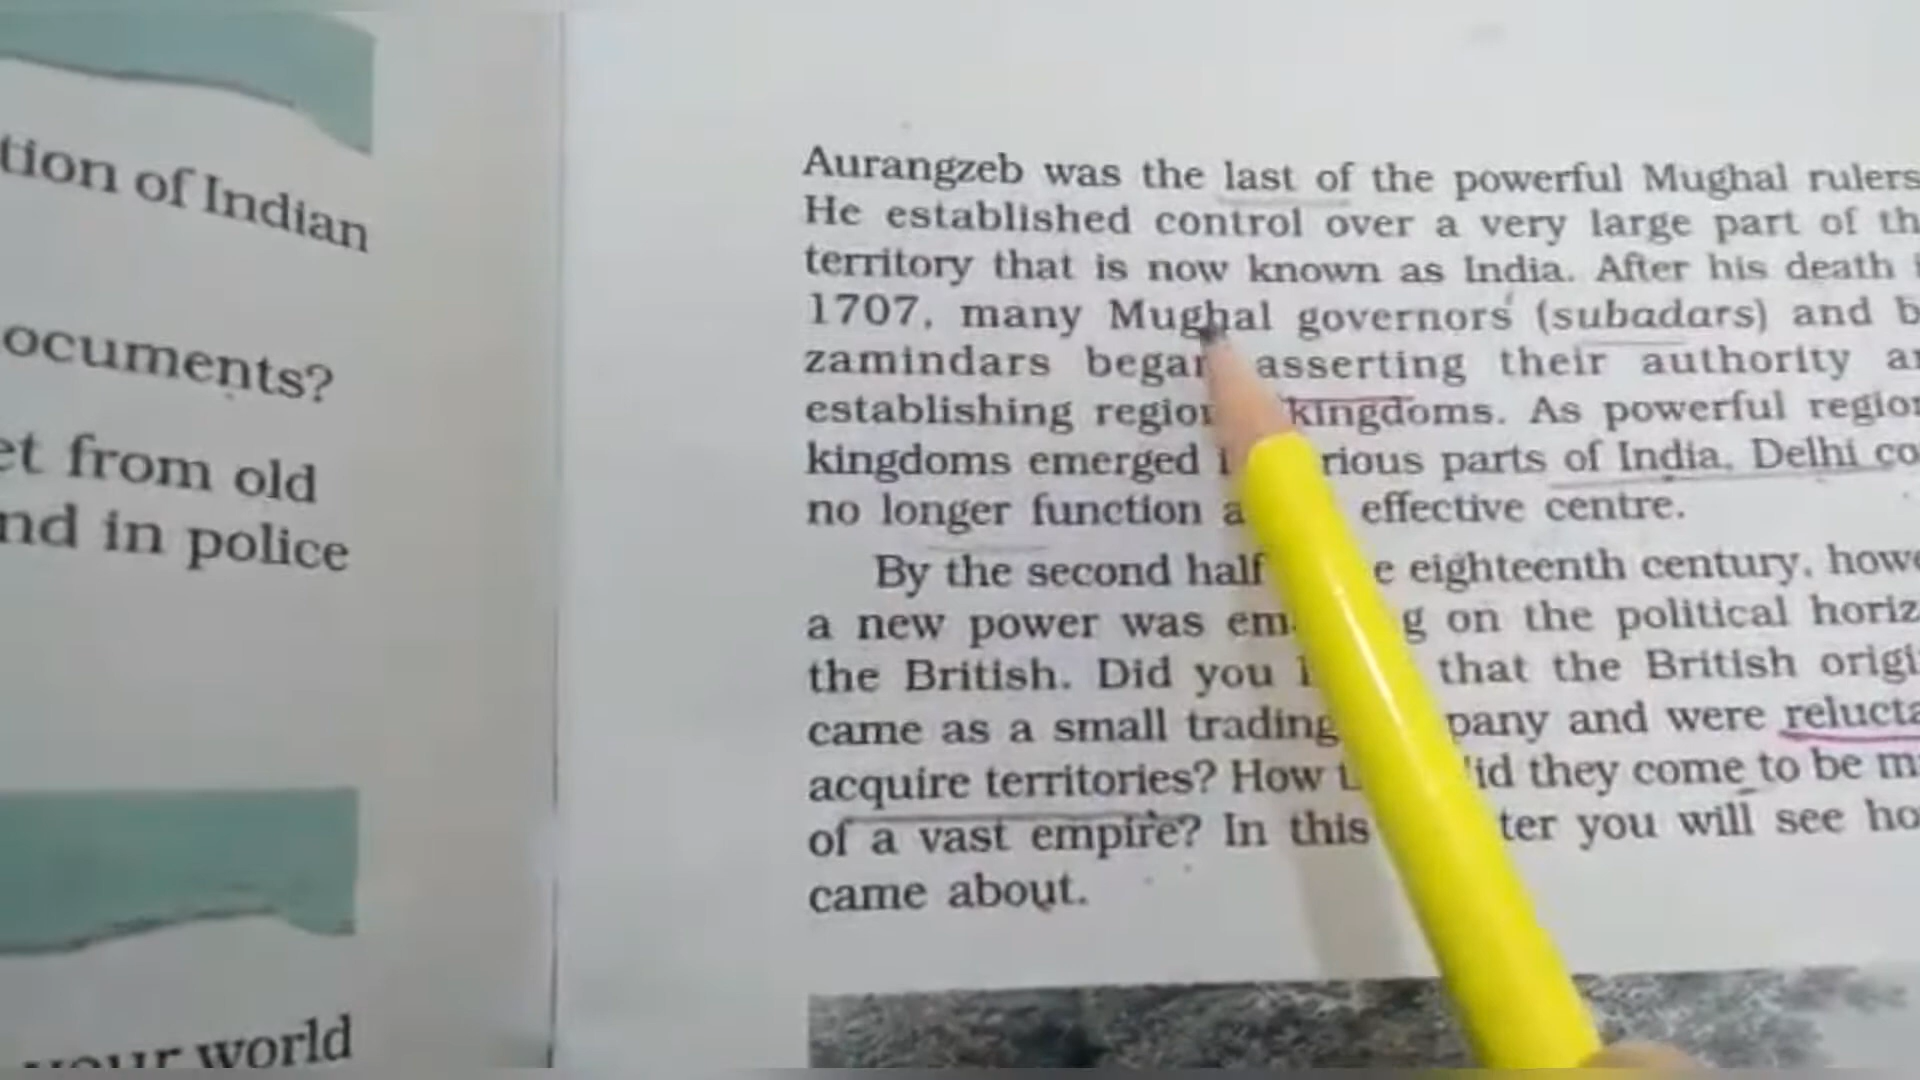 tion of Indian
ocuments?
et from old
nd in police
your world
Aurangzeb was the last of the powerful Mughal rulers
He established control over a very large part of th
territory that is now known as India. After his death
1707, many Mughal governors (subadars) and b
zamindars began asserting their authority an
establishing region kingdoms. As powerful region
kingdoms emerged rious parts of India, Delhi co
no longer function a effective centre.
By the second half e eighteenth century, howe
a new power was em g on the political horiz
the British. Did you that the British origi
came as a small trading pany and were relucta
acquire territories? How did they come to be m
of a vast empire? In this ter you will see ho
came about.